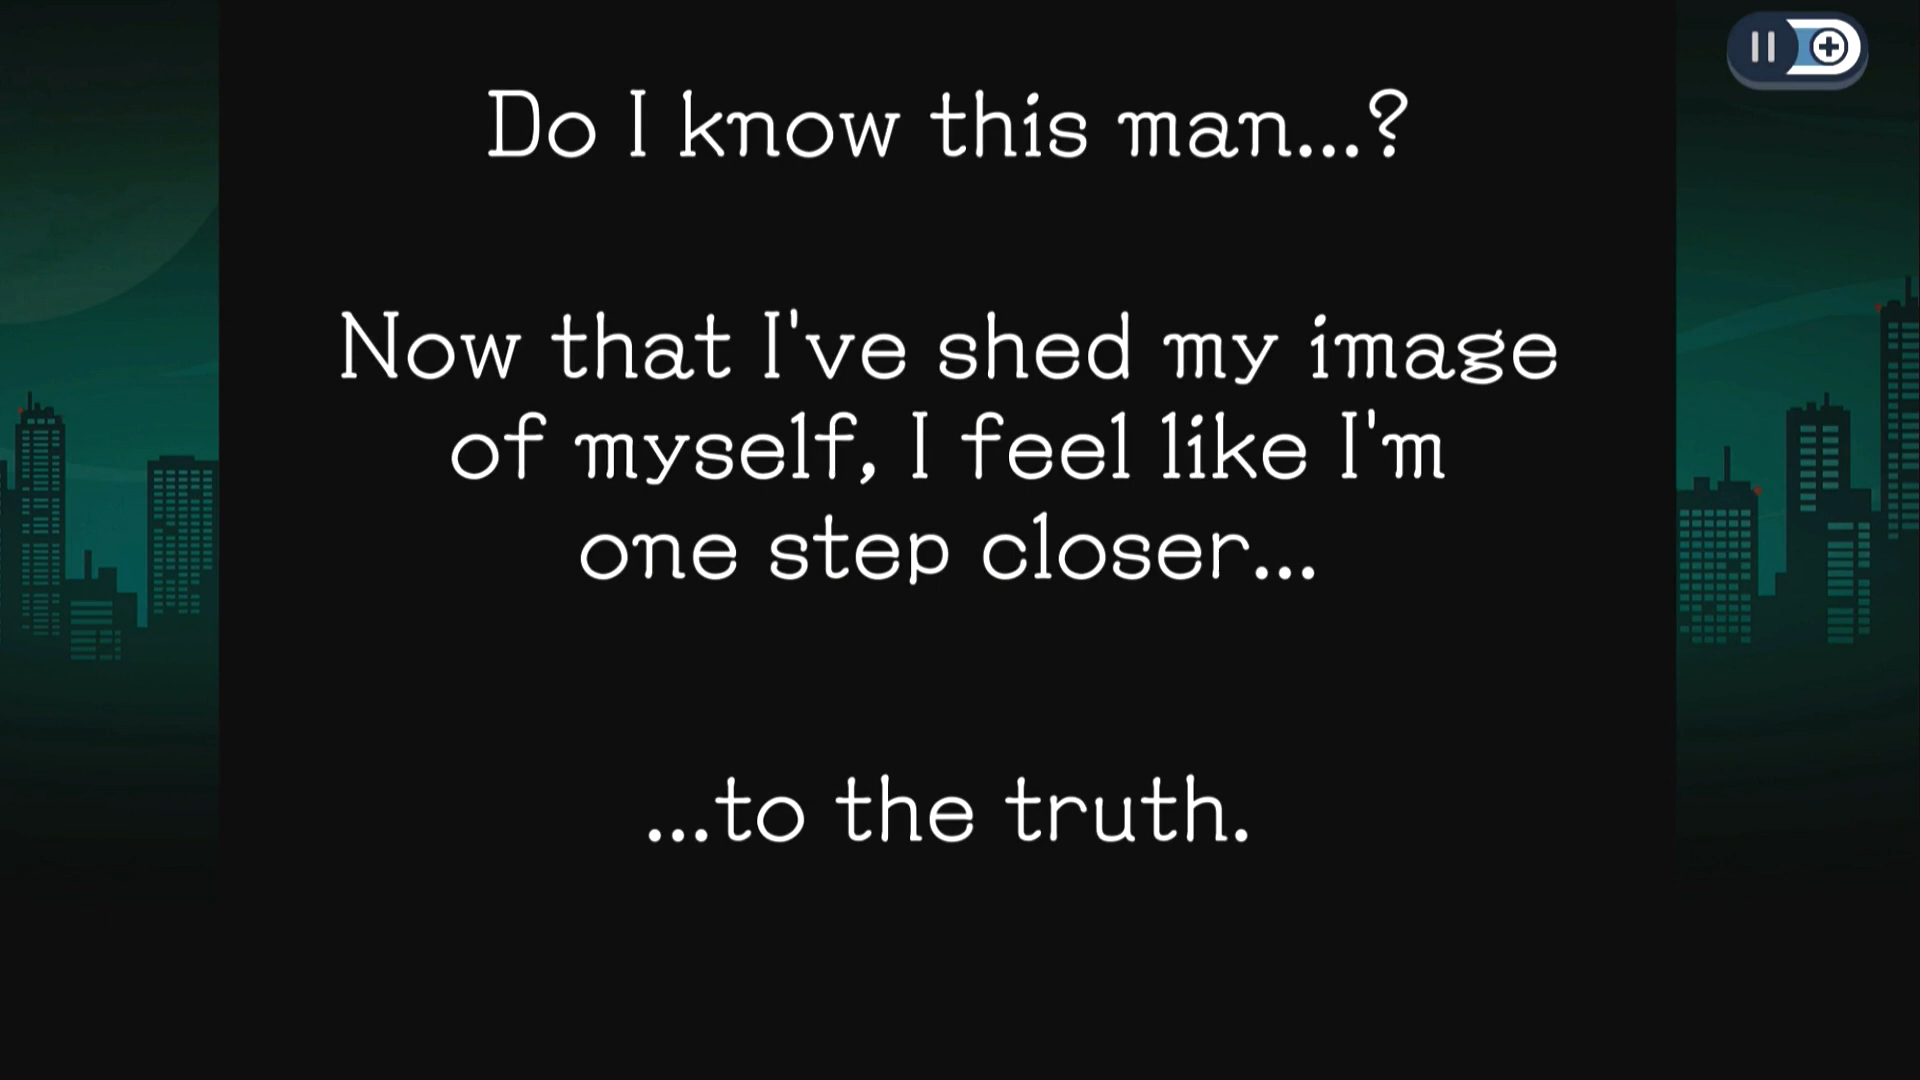 Do I know this man...?
Now that I've shed my image
of myself, I feel like I'm
one step closer...
...to the truth.